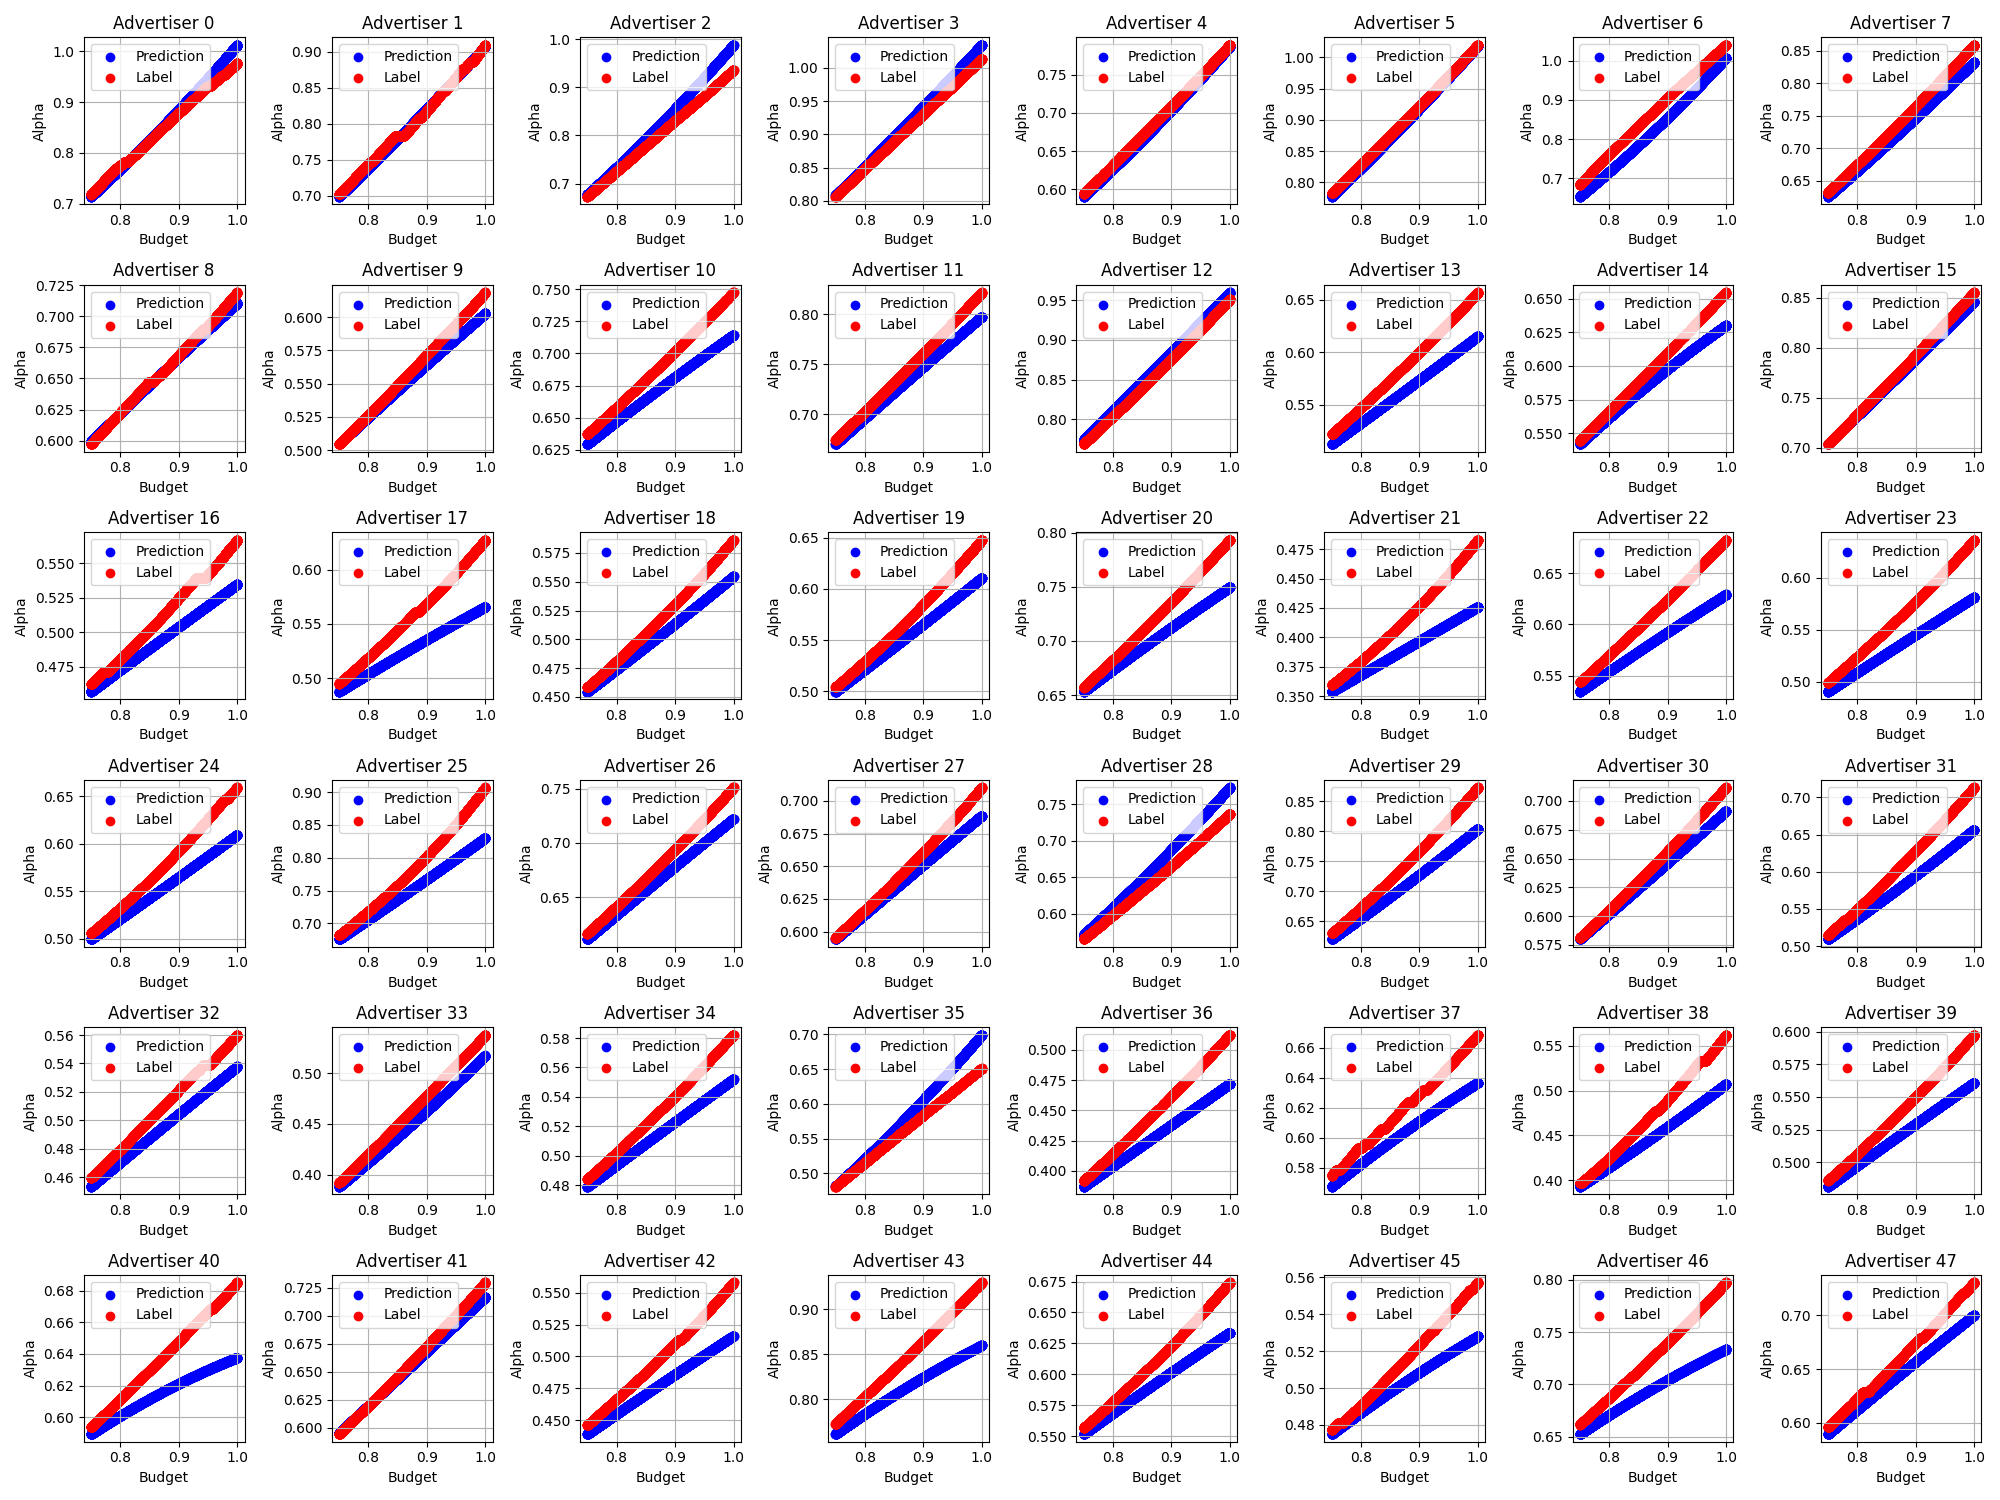 Advertiser 0
Prediction
Label
1.0
0.9
0.8
0.7
Alpha
0.8 0.9 1.0
Budget
Advertiser 1
Prediction
Label
0.90
0.85
0.80
0.75
0.70
Alpha
0.8 0.9 1.0
Budget
Advertiser 2
Prediction
Label
1.0
0.9
0.8
0.7
Alpha
0.8 0.9 1.0
Budget
Advertiser 3
Prediction
Label
1.00
0.95
0.90
0.85
0.80
Alpha
0.8 0.9 1.0
Budget
Advertiser 4
Prediction
Label
0.75
0.70
0.65
0.60
Alpha
0.8 0.9 1.0
Budget
Advertiser 5
Prediction
Label
1.00
0.95
0.90
0.85
0.80
Alpha
0.8 0.9 1.0
Budget
Advertiser 6
Prediction
Label
1.0
0.9
0.8
0.7
Alpha
0.8 0.9 1.0
Budget
Advertiser 7
Prediction
Label
0.85
0.80
0.75
0.70
0.65
Alpha
0.8 0.9 1.0
Budget
Advertiser 8
Prediction
Label
0.725
0.700
0.675
0.650
0.625
0.600
Alpha
0.8 0.9 1.0
Budget
Advertiser 9
Prediction
Label
0.600
0.575
0.550
0.525
0.500
Alpha
0.8 0.9 1.0
Budget
Advertiser 10
Prediction
Label
0.750
0.725
0.700
0.675
0.650
0.625
Alpha
0.8 0.9 1.0
Budget
Advertiser 11
Prediction
Label
0.80
0.75
0.70
Alpha
0.8 0.9 1.0
Budget
Advertiser 12
Prediction
Label
0.95
0.90
0.85
0.80
Alpha
0.8 0.9 1.0
Budget
Advertiser 13
Prediction
Label
0.65
0.60
0.55
Alpha
0.8 0.9 1.0
Budget
Advertiser 14
Prediction
Label
0.650
0.625
0.600
0.575
0.550
Alpha
0.8 0.9 1.0
Budget
Advertiser 15
Prediction
Label
0.85
0.80
0.75
0.70
Alpha
0.8 0.9 1.0
Budget
Advertiser 16
Prediction
Label
0.550
0.525
0.500
0.475
Alpha
0.8 0.9 1.0
Budget
Advertiser 17
Prediction
Label
0.60
0.55
0.50
Alpha
0.8 0.9 1.0
Budget
Advertiser 18
Prediction
Label
0.575
0.550
0.525
0.500
0.475
0.450
Alpha
0.8 0.9 1.0
Budget
Advertiser 19
Prediction
Label
0.65
0.60
0.55
0.50
Alpha
0.8 0.9 1.0
Budget
Advertiser 20
Prediction
Label
0.80
0.75
0.70
0.65
Alpha
0.8 0.9 1.0
Budget
Advertiser 21
Prediction
Label
0.475
0.450
0.425
0.400
0.375
0.350
Alpha
0.8 0.9 1.0
Budget
Advertiser 22
Prediction
Label
0.65
0.60
0.55
Alpha
0.8 0.9 1.0
Budget
Advertiser 23
Prediction
Label
0.60
0.55
0.50
Alpha
0.8 0.9 1.0
Budget
Advertiser 24
Prediction
Label
0.65
0.60
0.55
0.50
Alpha
0.8 0.9 1.0
Budget
Advertiser 25
Prediction
Label
0.90
0.85
0.80
0.75
0.70
Alpha
0.8 0.9 1.0
Budget
Advertiser 26
Prediction
Label
0.75
0.70
0.65
Alpha
0.8 0.9 1.0
Budget
Advertiser 27
Prediction
Label
0.700
0.675
0.650
0.625
0.600
Alpha
0.8 0.9 1.0
Budget
Advertiser 28
Prediction
Label
0.75
0.70
0.65
0.60
Alpha
0.8 0.9 1.0
Budget
Advertiser 29
Prediction
Label
0.85
0.80
0.75
0.70
0.65
Alpha
0.8 0.9 1.0
Budget
Advertiser 30
Prediction
Label
0.700
0.675
0.650
0.625
0.600
0.575
Alpha
0.8 0.9 1.0
Budget
Advertiser 31
Prediction
Label
0.70
0.65
0.60
0.55
0.50
Alpha
0.8 0.9 1.0
Budget
Advertiser 32
Prediction
Label
0.56
0.54
0.52
0.50
0.48
0.46
Alpha
0.8 0.9 1.0
Budget
Advertiser 33
Prediction
Label
0.50
0.45
0.40
Alpha
0.8 0.9 1.0
Budget
Advertiser 34
Prediction
Label
0.58
0.56
0.54
0.52
0.50
0.48
Alpha
0.8 0.9 1.0
Budget
Advertiser 35
Prediction
Label
0.70
0.65
0.60
0.55
0.50
Alpha
0.8 0.9 1.0
Budget
Advertiser 36
Prediction
Label
0.500
0.475
0.450
0.425
0.400
Alpha
0.8 0.9 1.0
Budget
Advertiser 37
Prediction
Label
0.66
0.64
0.62
0.60
0.58
Alpha
0.8 0.9 1.0
Budget
Advertiser 38
Prediction
Label
0.55
0.50
0.45
0.40
Alpha
0.8 0.9 1.0
Budget
Advertiser 39
Prediction
Label
0.600
0.575
0.550
0.525
0.500
Alpha
0.8 0.9 1.0
Budget
Advertiser 40
Prediction
Label
0.68
0.66
0.64
0.62
0.60
Alpha
0.8 0.9 1.0
Budget
Advertiser 41
Prediction
Label
0.725
0.700
0.675
0.650
0.625
0.600
Alpha
0.8 0.9 1.0
Budget
Advertiser 42
Prediction
Label
0.550
0.525
0.500
0.475
0.450
Alpha
0.8 0.9 1.0
Budget
Advertiser 43
Prediction
Label
0.90
0.85
0.80
Alpha
0.8 0.9 1.0
Budget
Advertiser 44
Prediction
Label
0.675
0.650
0.625
0.600
0.575
0.550
Alpha
0.8 0.9 1.0
Budget
Advertiser 45
Prediction
Label
0.56
0.54
0.52
0.50
0.48
Alpha
0.8 0.9 1.0
Budget
Advertiser 46
Prediction
Label
0.80
0.75
0.70
0.65
Alpha
0.8 0.9 1.0
Budget
Advertiser 47
Prediction
Label
0.70
0.65
0.60
Alpha
0.8 0.9 1.0
Budget